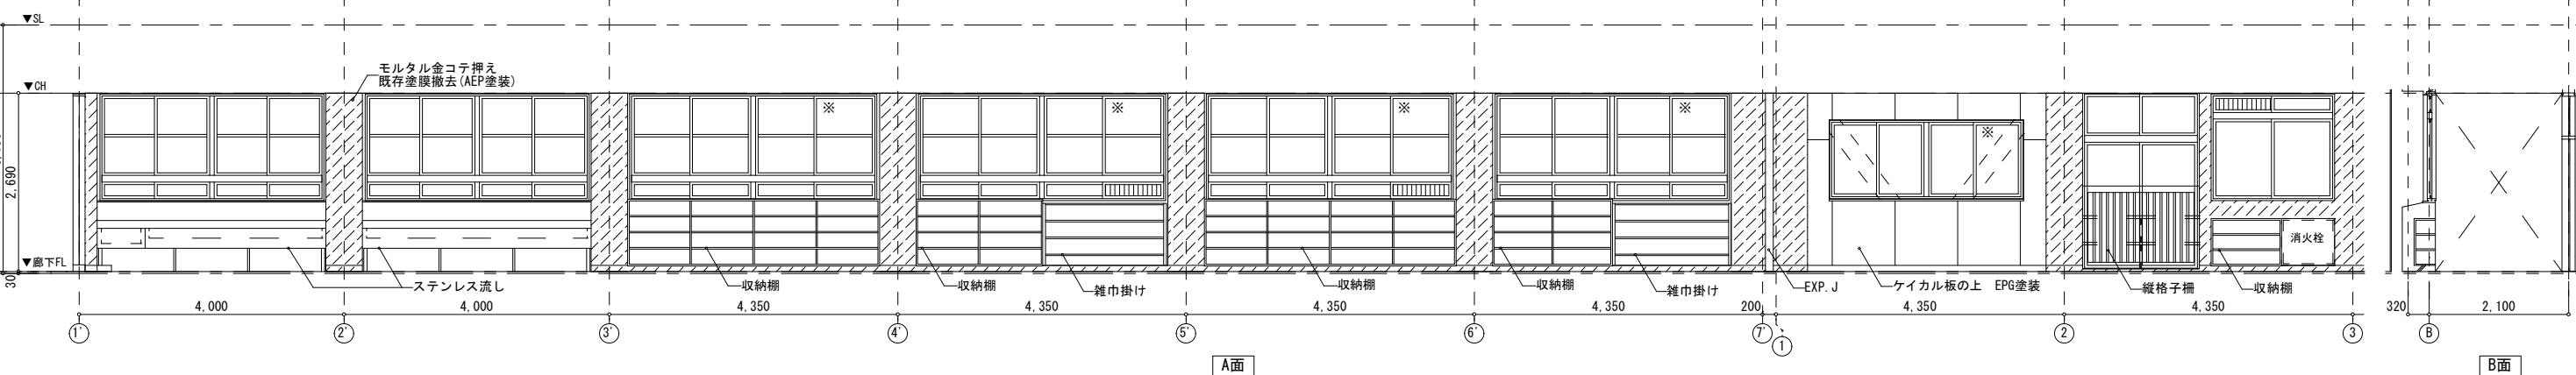 ▼SL
モルタル金コテ押え
既存塗膜撤去(AEP塗装)
▼CH
※
※
※
※
※
2,690
消火栓
▼廊下FL
30
ステンレス流し
収納棚
収納棚
雑巾掛け
収納棚
収納棚
雑巾掛け
EXP.J
ケイカル板の上 EPG塗装
縦格子柵
収納棚
4,000
4,000
4,350
4,350
4,350
4,350
200
4,350
4,350
320
2,100
1'
2'
3'
4'
5'
6'
7'
1
2
3
B
A面
B面